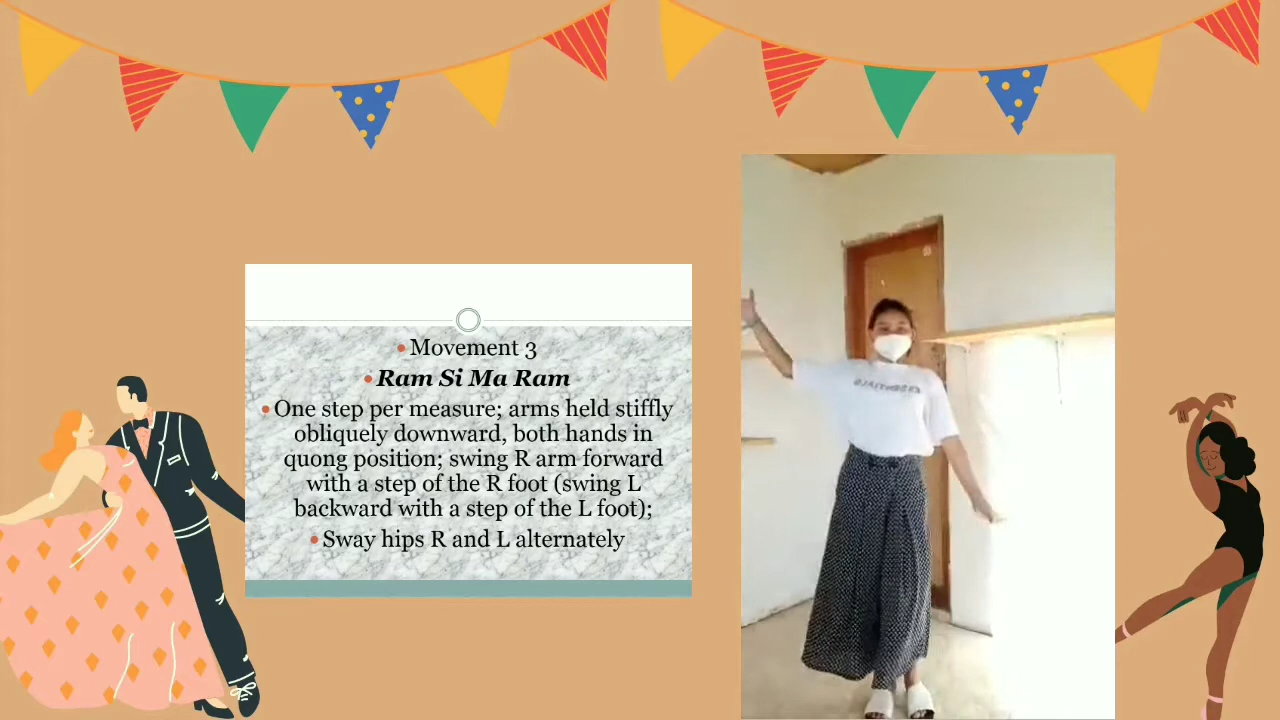 Movement 3
Ram Si Ma Ram
One step per measure; arms held stiffly
obliquely downward, both hands in
quong position; swing R arm forward
with a step of the R foot (swing L
backward with a step of the L foot);
Sway hips R and L alternately